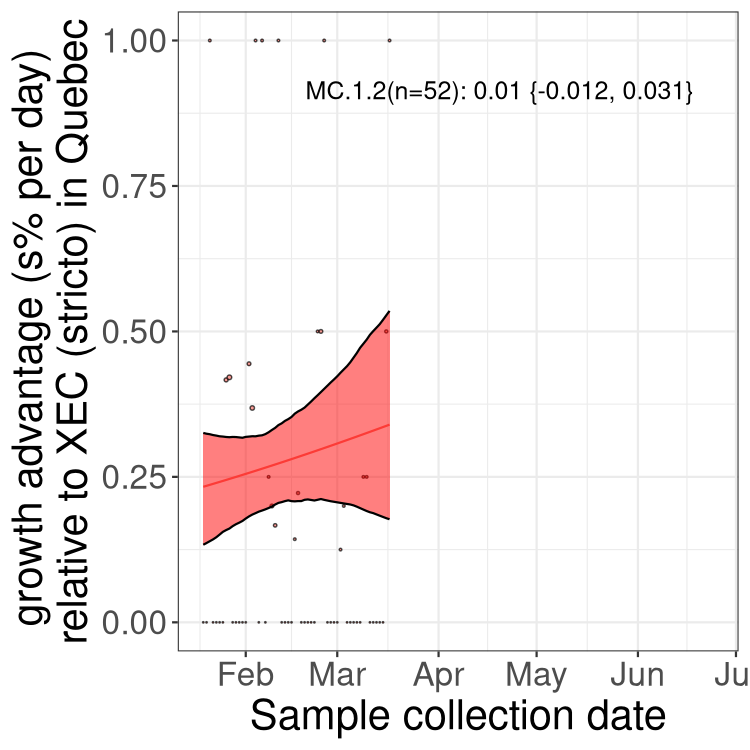 growth advantage (s% per day)
relative to XEC (stricto) in Quebec
1.00
0.75
0.50
0.25
0.00
MC.1.2(n=52): 0.01 {-0.012, 0.031}
Feb Mar Apr May Jun Ju
Sample collection date